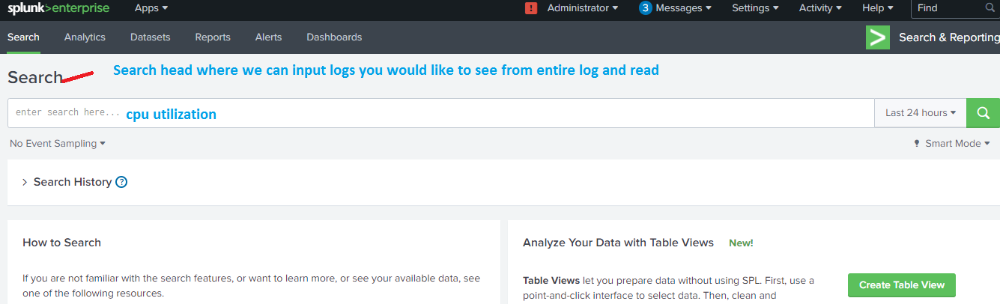 splunk>enterprise Apps ▾ ! Administrator ▾ 3 Messages ▾ Settings ▾ Activity ▾ Help ▾ Find
Search Analytics Datasets Reports Alerts Dashboards > Search & Reporting
Search Search head where we can input logs you would like to see from entire log and read
enter search here... cpu utilization Last 24 hours ▾
No Event Sampling ▾ Smart Mode ▾
> Search History ?
How to Search
If you are not familiar with the search features, or want to learn more, or see your available data, see
one of the following resources.
Analyze Your Data with Table Views New!
Table Views let you prepare data without using SPL. First, use a
point-and-click interface to select data. Then, clean and
Create Table View